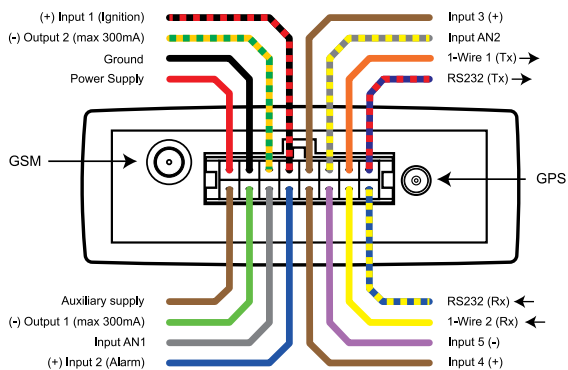 (+) Input 1 (Ignition)
(-) Output 2 (max 300mA)
Ground
Power Supply
Input 3 (+)
Input AN2
1-Wire 1 (Tx)
RS232 (Tx)
GSM
GPS
Auxiliary supply
(-) Output 1 (max 300mA)
Input AN1
(+) Input 2 (Alarm)
RS232 (Rx)
1-Wire 2 (Rx)
Input 5 (-)
Input 4 (+)